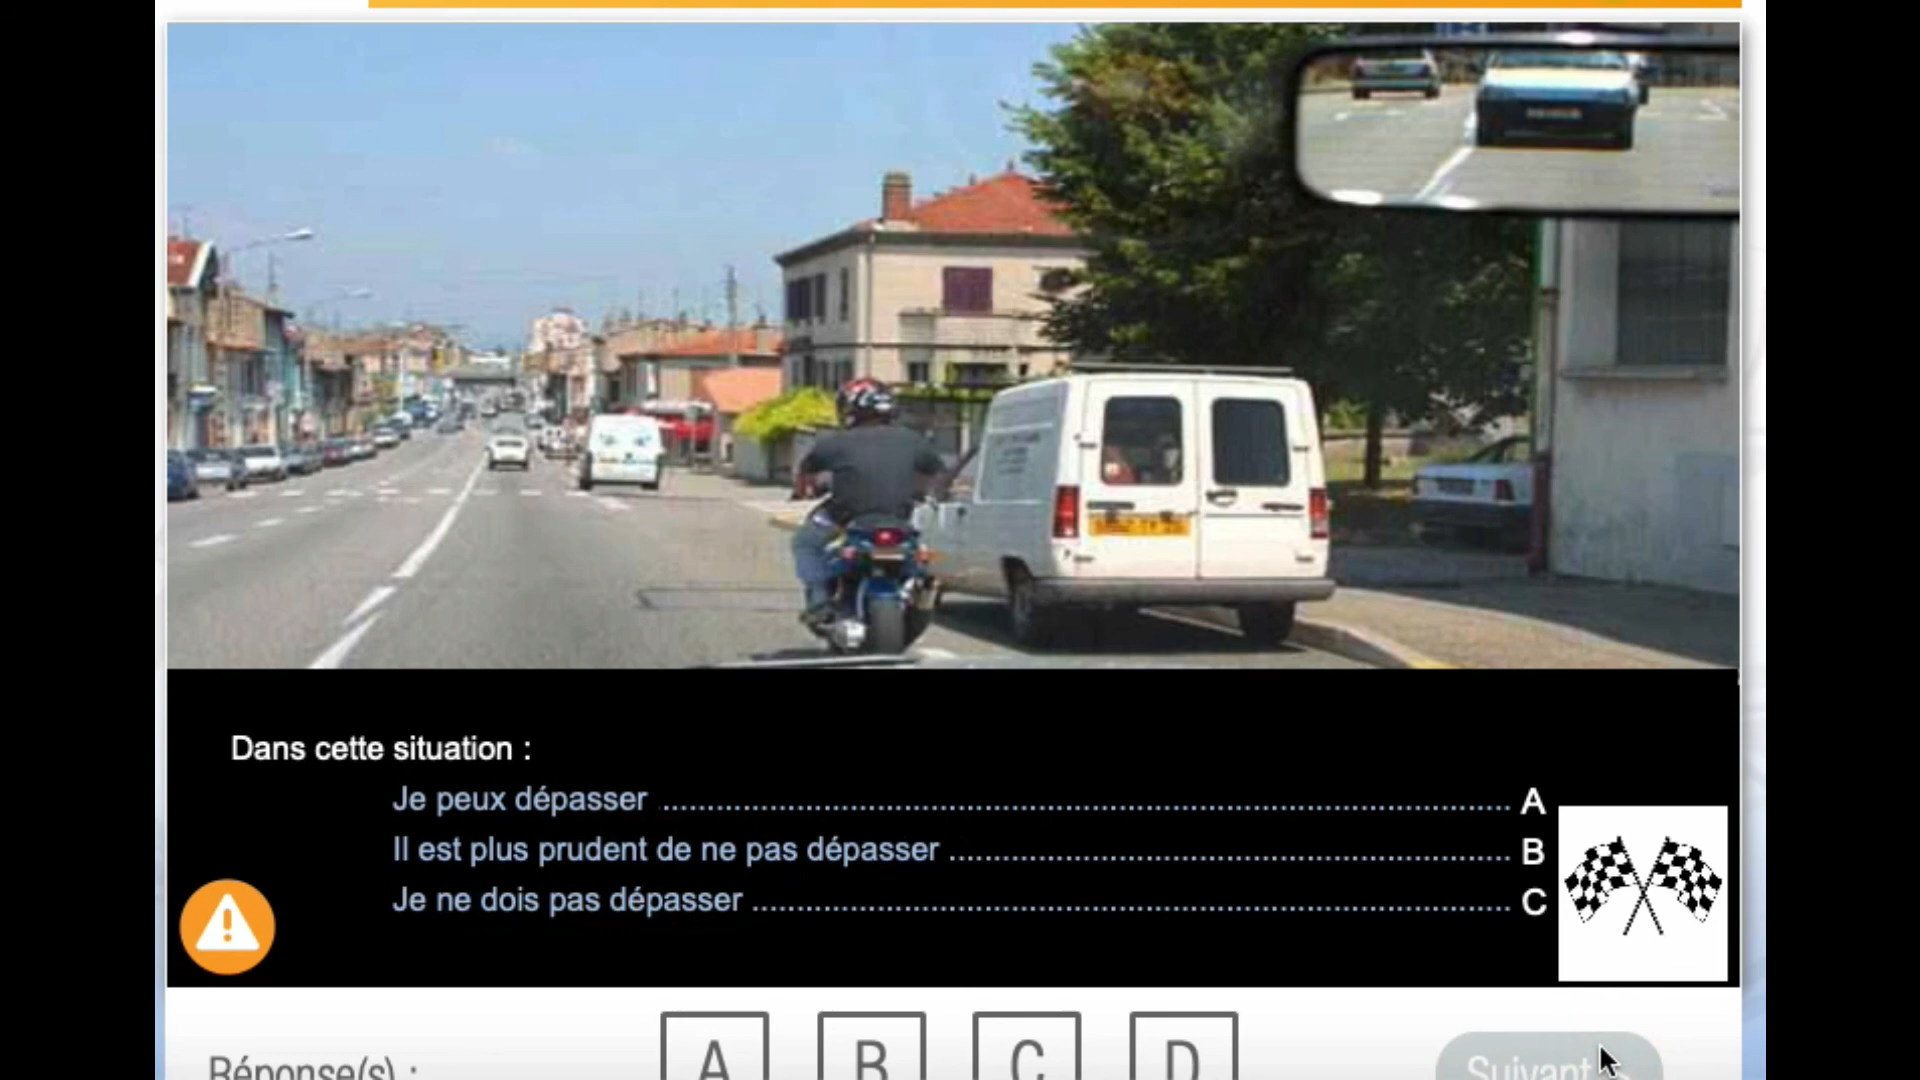 Dans cette situation :
Je peux dépasser ........ A
Il est plus prudent de ne pas dépasser ........ B
Je ne dois pas dépasser ........ C
Réponse(s) :
A B C D
Suivant